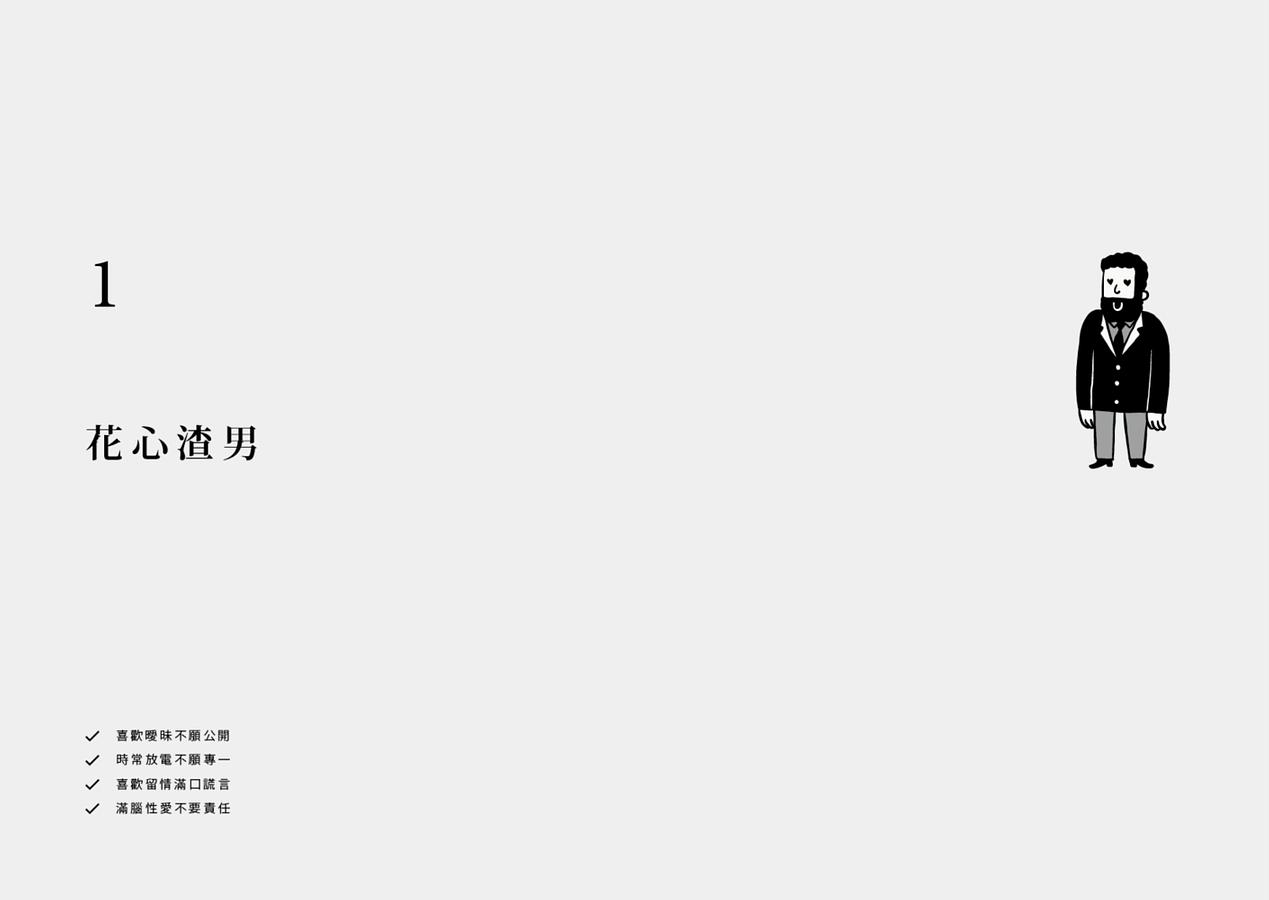 1
花心渣男
喜歡曖昧不願公開
時常放電不願專一
喜歡留情滿口謊言
滿腦性愛不要責任